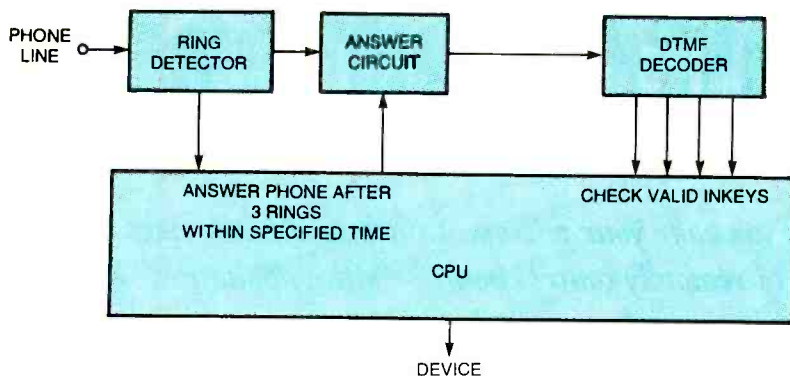 PHONE
LINE
RING
DETECTOR
ANSWER
CIRCUIT
DTMF
DECODER
ANSWER PHONE AFTER
3 RINGS
WITHIN SPECIFIED TIME
CHECK VALID INKEYS
CPU
DEVICE